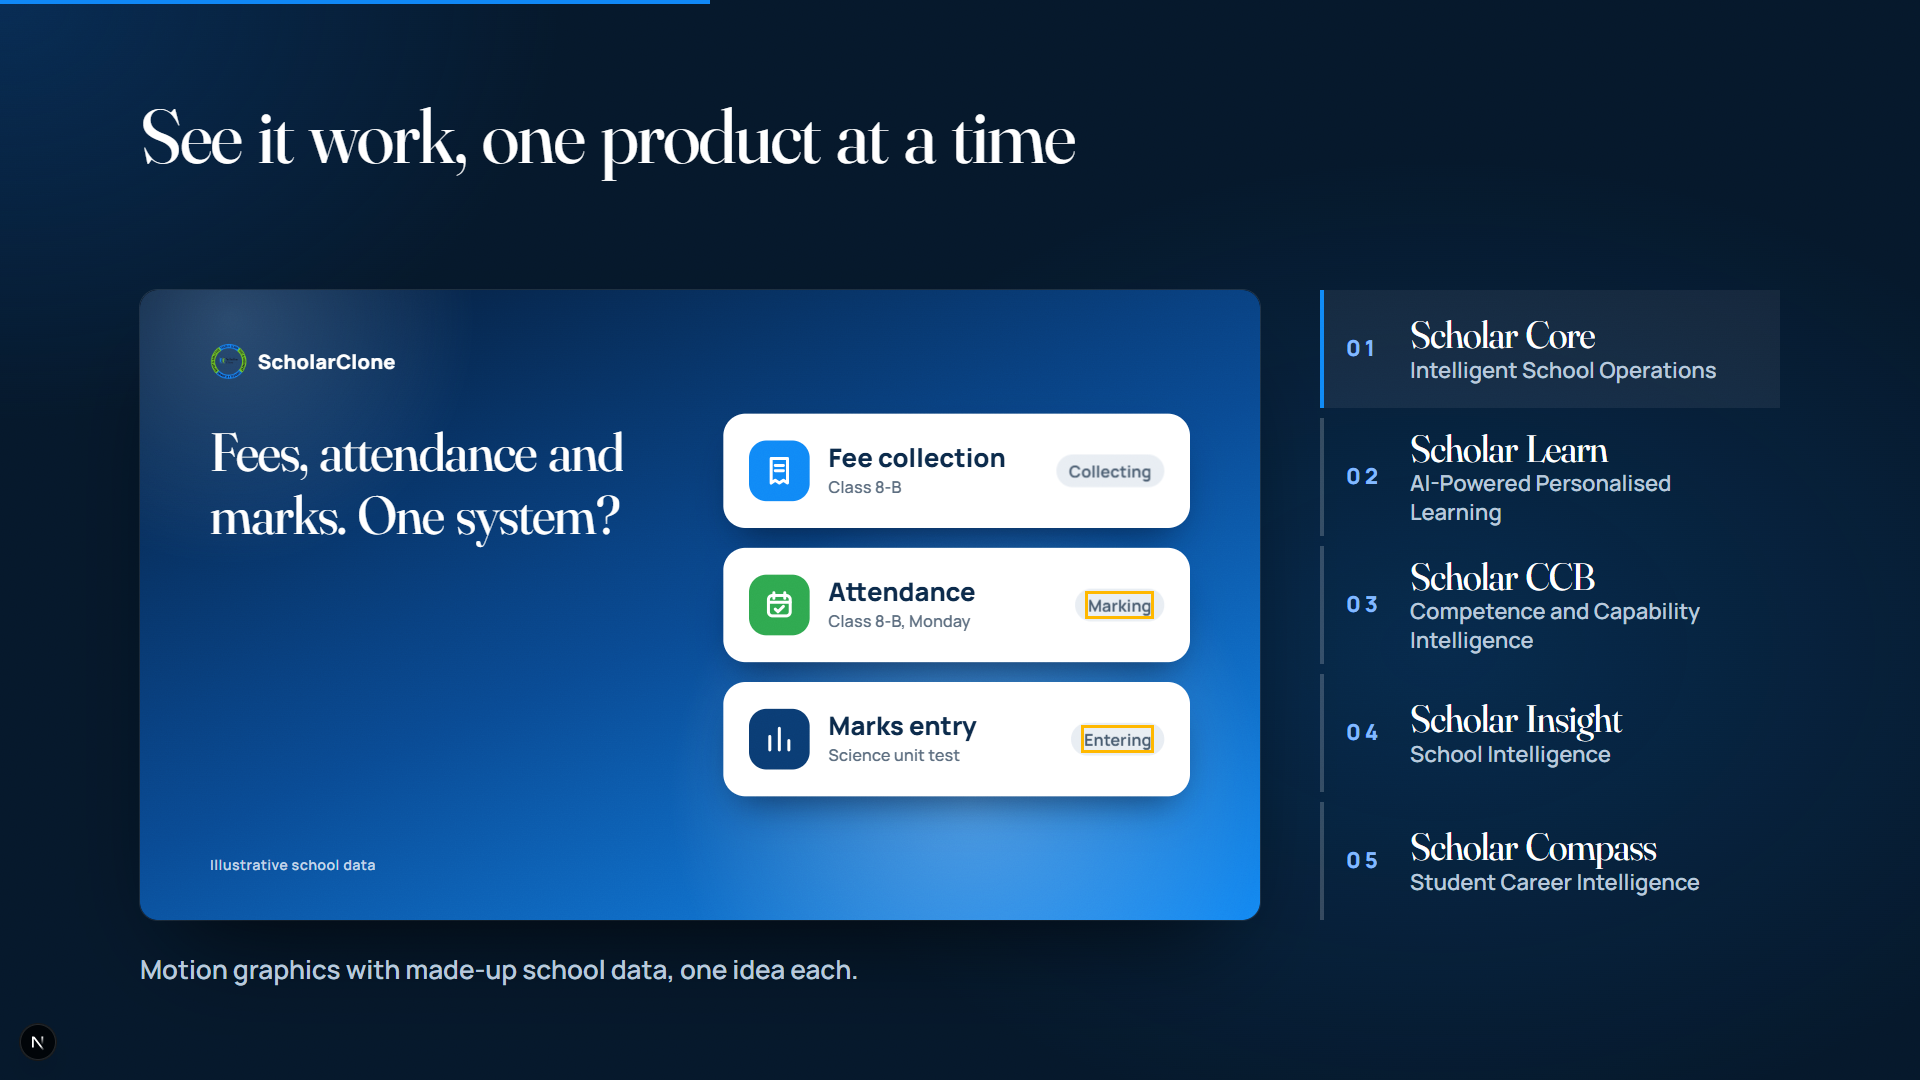 See it work, one product at a time
ScholarClone
Fees, attendance and
marks. One system?
Fee collection
Class 8-B
Collecting
Attendance
Class 8-B, Monday
Marking
Marks entry
Science unit test
Entering
Illustrative school data
01
Scholar Core
Intelligent School Operations
02
Scholar Learn
AI-Powered Personalised
Learning
03
Scholar CCB
Competence and Capability
Intelligence
04
Scholar Insight
School Intelligence
05
Scholar Compass
Student Career Intelligence
Motion graphics with made-up school data, one idea each.
N